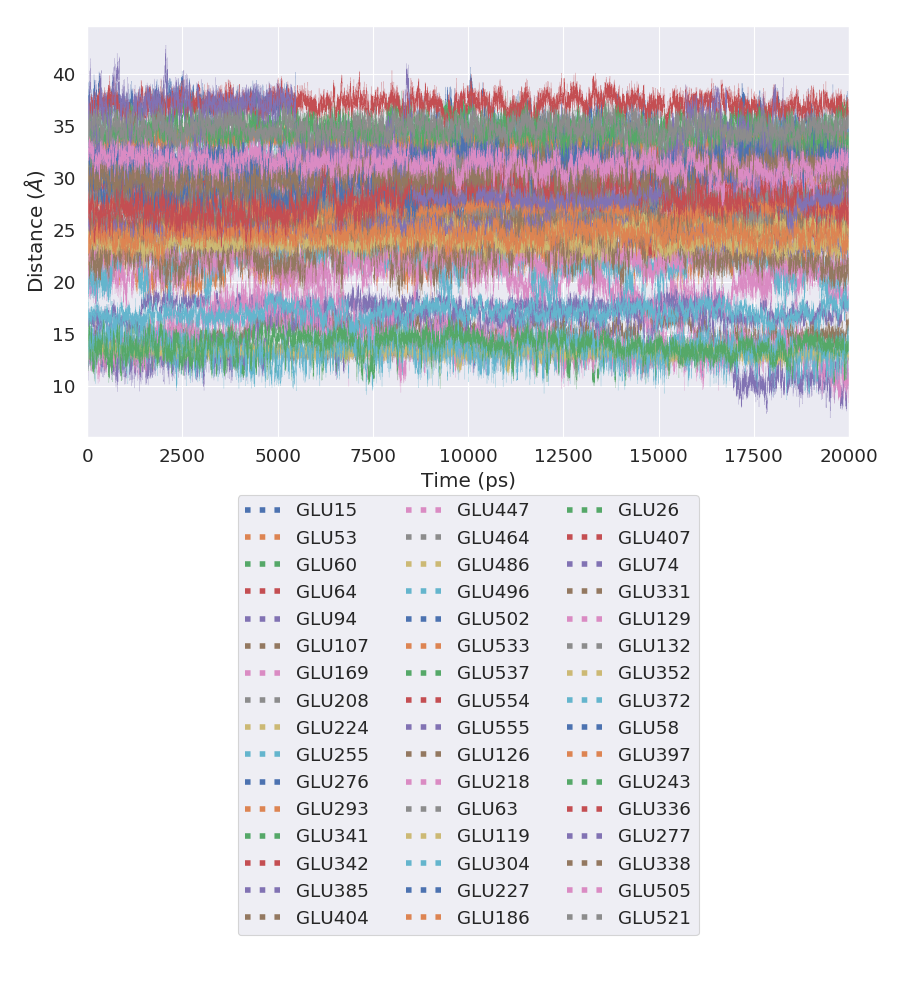 40
35
30
25
20
15
10
Distance (Å)
0 2500 5000 7500 10000 12500 15000 17500 20000
Time (ps)
GLU15 GLU447 GLU26
GLU53 GLU464 GLU407
GLU60 GLU486 GLU74
GLU64 GLU496 GLU331
GLU94 GLU502 GLU129
GLU107 GLU533 GLU132
GLU169 GLU537 GLU352
GLU208 GLU554 GLU372
GLU224 GLU555 GLU58
GLU255 GLU126 GLU397
GLU276 GLU218 GLU243
GLU293 GLU63 GLU336
GLU341 GLU119 GLU277
GLU342 GLU304 GLU338
GLU385 GLU227 GLU505
GLU404 GLU186 GLU521